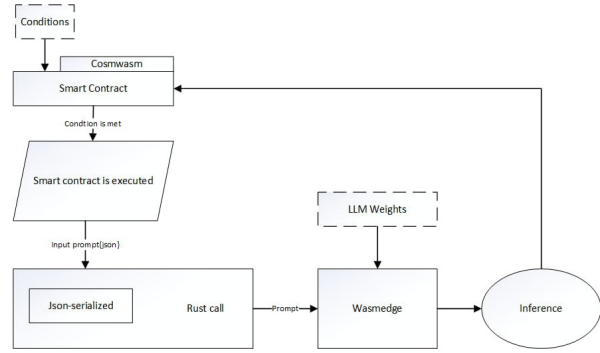 Conditions
Cosmwasm
Smart Contract
Condtion is met
Smart contract is executed
Input prompt(json)
LLM Weights
Json-serialized
Rust call
Prompt
Wasmedge
Inference